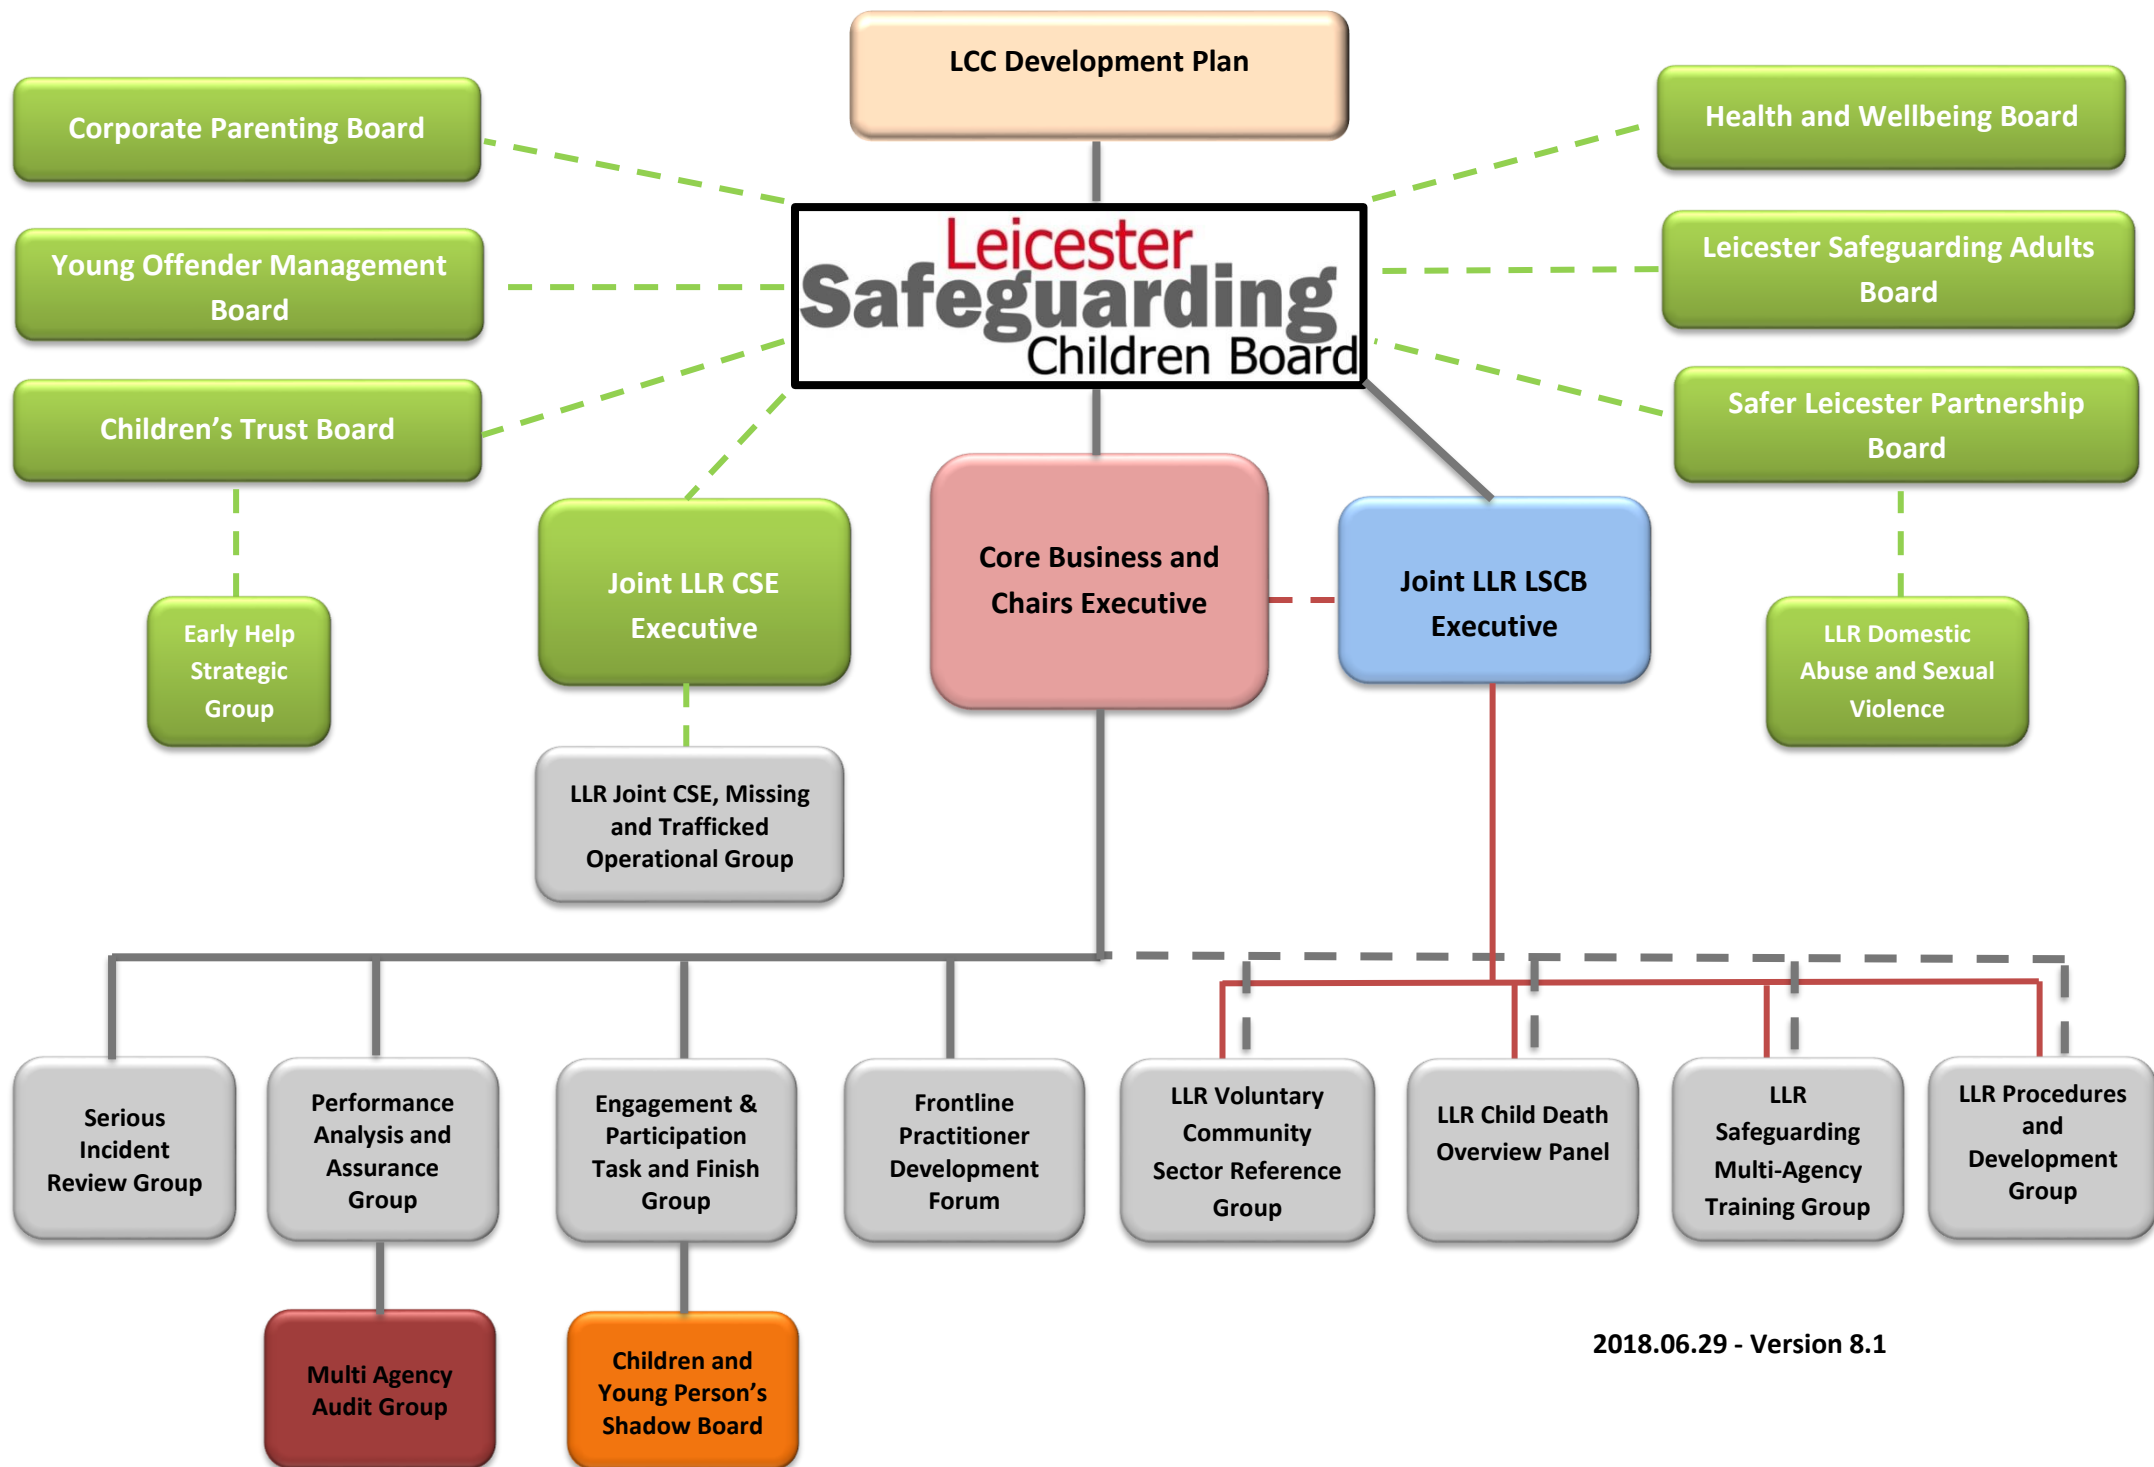 LCC Development Plan
Corporate Parenting Board
Health and Wellbeing Board
Leicester
Safeguarding
Children Board
Young Offender Management
Board
Leicester Safeguarding Adults
Board
Children’s Trust Board
Safer Leicester Partnership
Board
Joint LLR CSE
Executive
Core Business and
Chairs Executive
Joint LLR LSCB
Executive
Early Help
Strategic
Group
LLR Domestic
Abuse and Sexual
Violence
LLR Joint CSE, Missing
and Trafficked
Operational Group
Serious
Incident
Review Group
Performance
Analysis and
Assurance
Group
Engagement &
Participation
Task and Finish
Group
Frontline
Practitioner
Development
Forum
LLR Voluntary
Community
Sector Reference
Group
LLR Child Death
Overview Panel
LLR
Safeguarding
Multi-Agency
Training Group
LLR Procedures
and
Development
Group
Multi Agency
Audit Group
Children and
Young Person’s
Shadow Board
2018.06.29 - Version 8.1